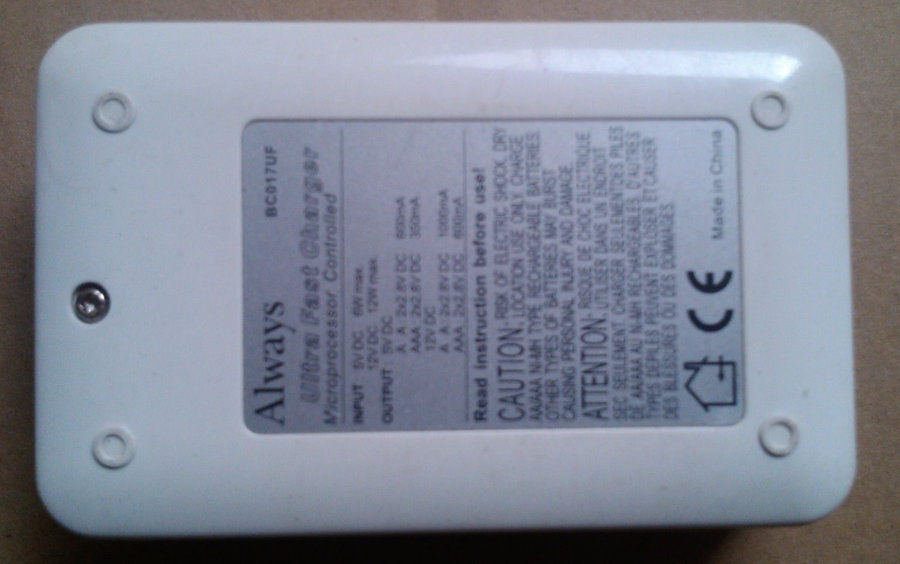 Always BC017UF
Ultra Fast Charger
Microprocessor Controlled
INPUT 5V DC 6W max.
12V DC 12W max.
OUTPUT : 5V DC
A A 2x2.8V DC 600mA
AAA 2x2.8V DC 350mA
12V DC
A A 2x2.8V DC 1000mA
AAA 2x2.8V DC 600mA
Read instruction before use!
CAUTION: RISK OF ELECTRIC SHOCK, DRY
LOCATION USE, ONLY CHARGE
AA/AAA NI-MH TYPE RECHARGEABLE BATTERIES.
OTHER TYPES OF BATTERIES MAY BURST
CAUSING PERSONAL INJURY AND DAMAGE.
ATTENTION: RISQUE DE CHOC ELECTRIQUE
UTILISER DANS UN ENDROIT
SEC SEULEMENT CHARGER SEULEMENT DES PILES
DE AA/AAA NI-MH RECHARGEABLES. D'AUTRES
TYPES DE PILES PEUVENT EXPLOSER ET CAUSER
DES BLESSURES OU DES DOMMAGES.
CE Made in China